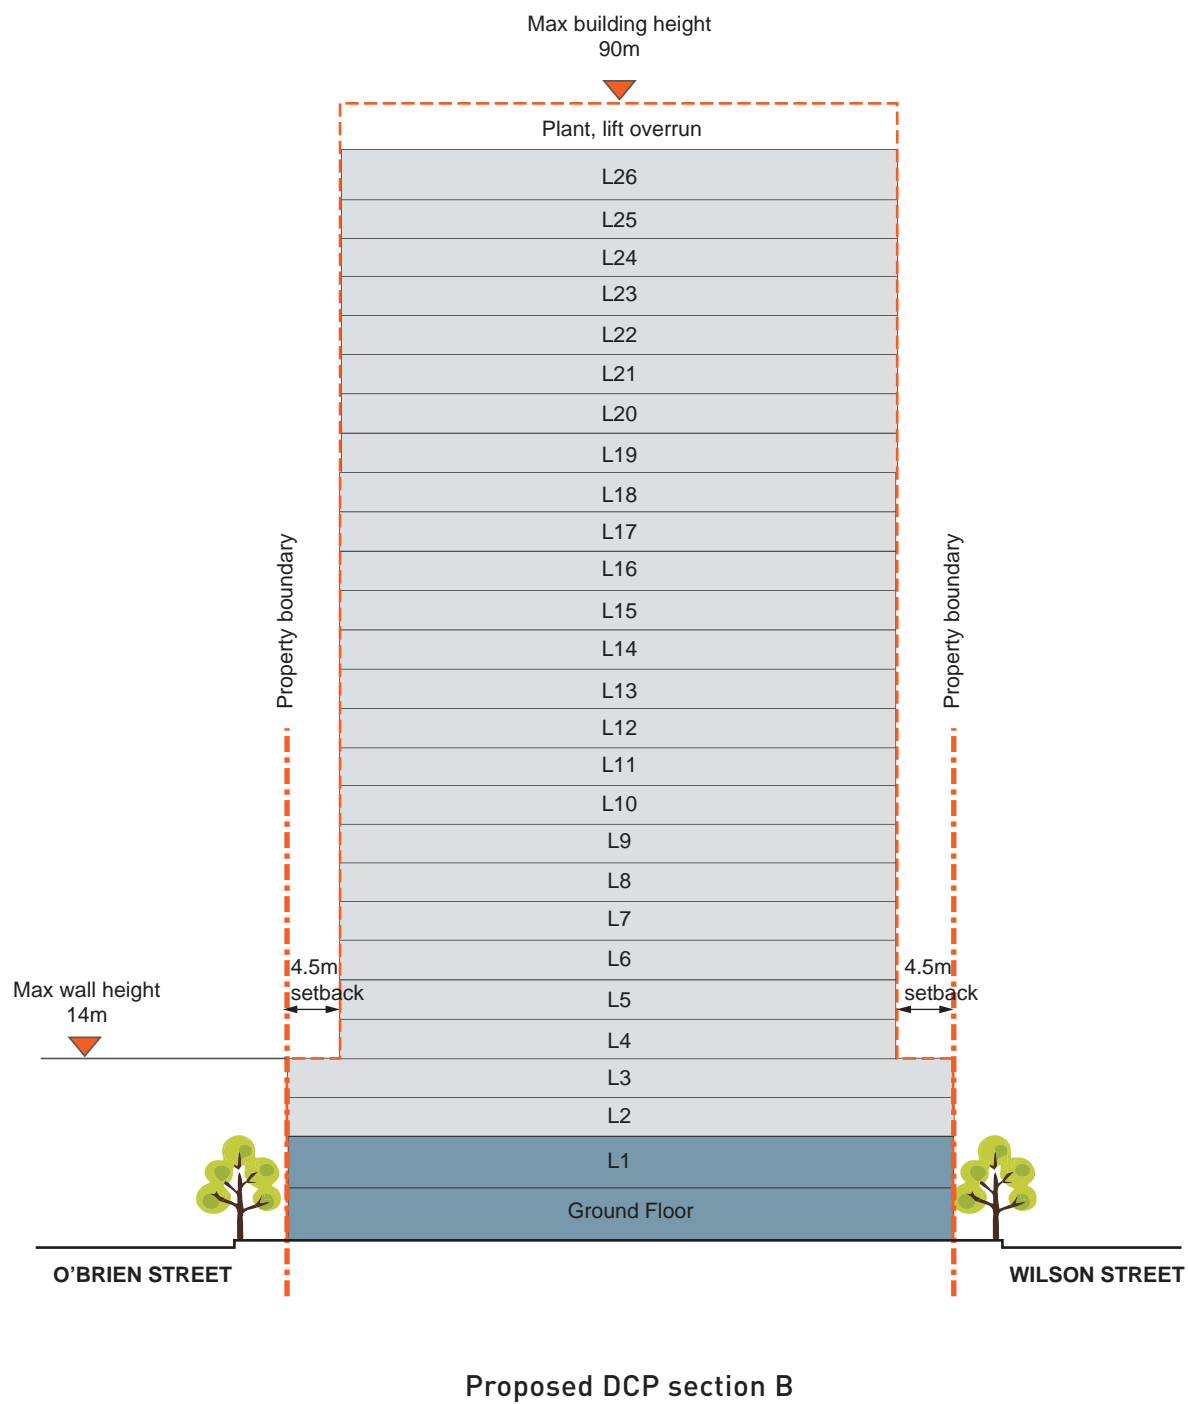 Max building height
90m
Plant, lift overrun
L26
L25
L24
L23
L22
L21
L20
L19
L18
L17
L16
L15
L14
L13
L12
L11
L10
L9
L8
L7
L6
L5
L4
L3
L2
L1
Ground Floor
Property boundary
Property boundary
4.5m
setback
4.5m
setback
Max wall height
14m
O’BRIEN STREET
WILSON STREET
Proposed DCP section B